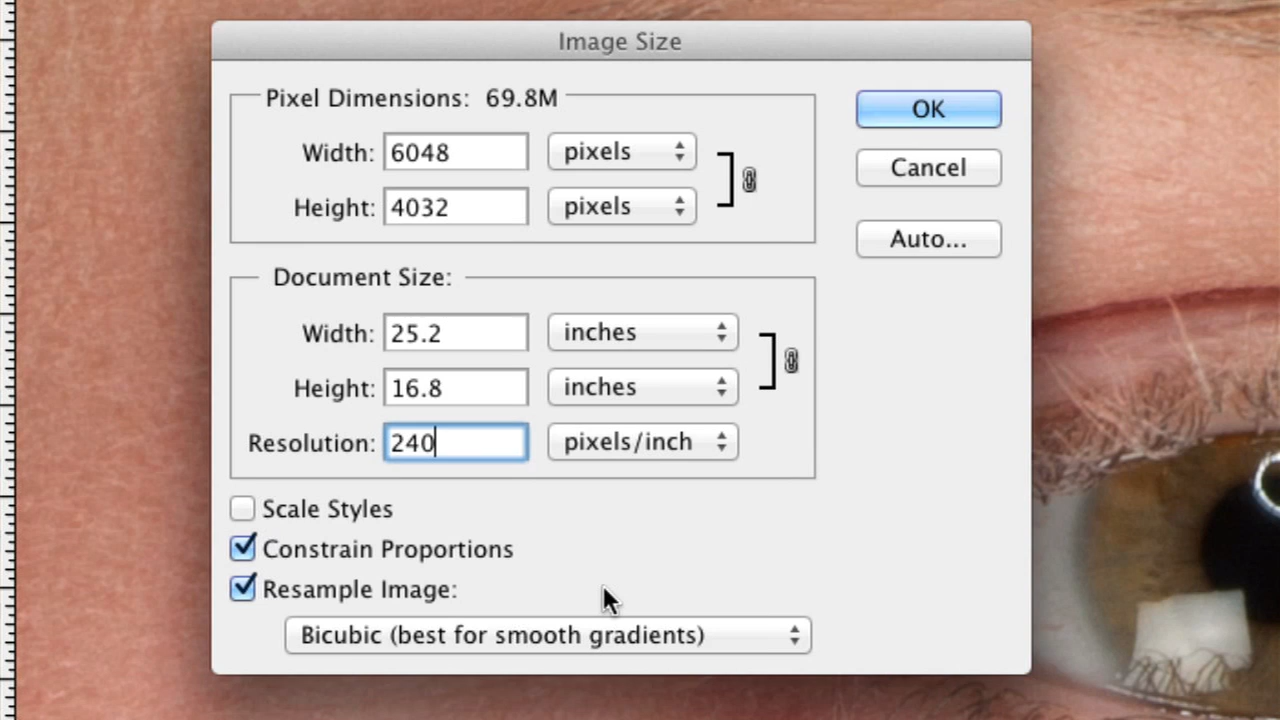 Image Size
Pixel Dimensions: 69.8M
Width: 6048 pixels
Height: 4032 pixels
OK
Cancel
Auto...
Document Size:
Width: 25.2 inches
Height: 16.8 inches
Resolution: 240 pixels/inch
Scale Styles
Constrain Proportions
Resample Image:
Bicubic (best for smooth gradients)